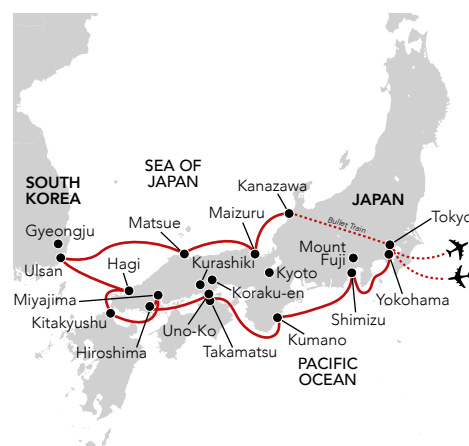 SEA OF
JAPAN
SOUTH
KOREA
Kanazawa
JAPAN
Bullet Train
Tokyo
Gyeongju
Matsue
Maizuru
Mount
Fuji
Ulsan
Hagi
Kurashiki
Kyoto
Miyajima
Koraku-en
Yokohama
Kitakyushu
Uno-Ko
Shimizu
Hiroshima
Takamatsu
Kumano
PACIFIC
OCEAN